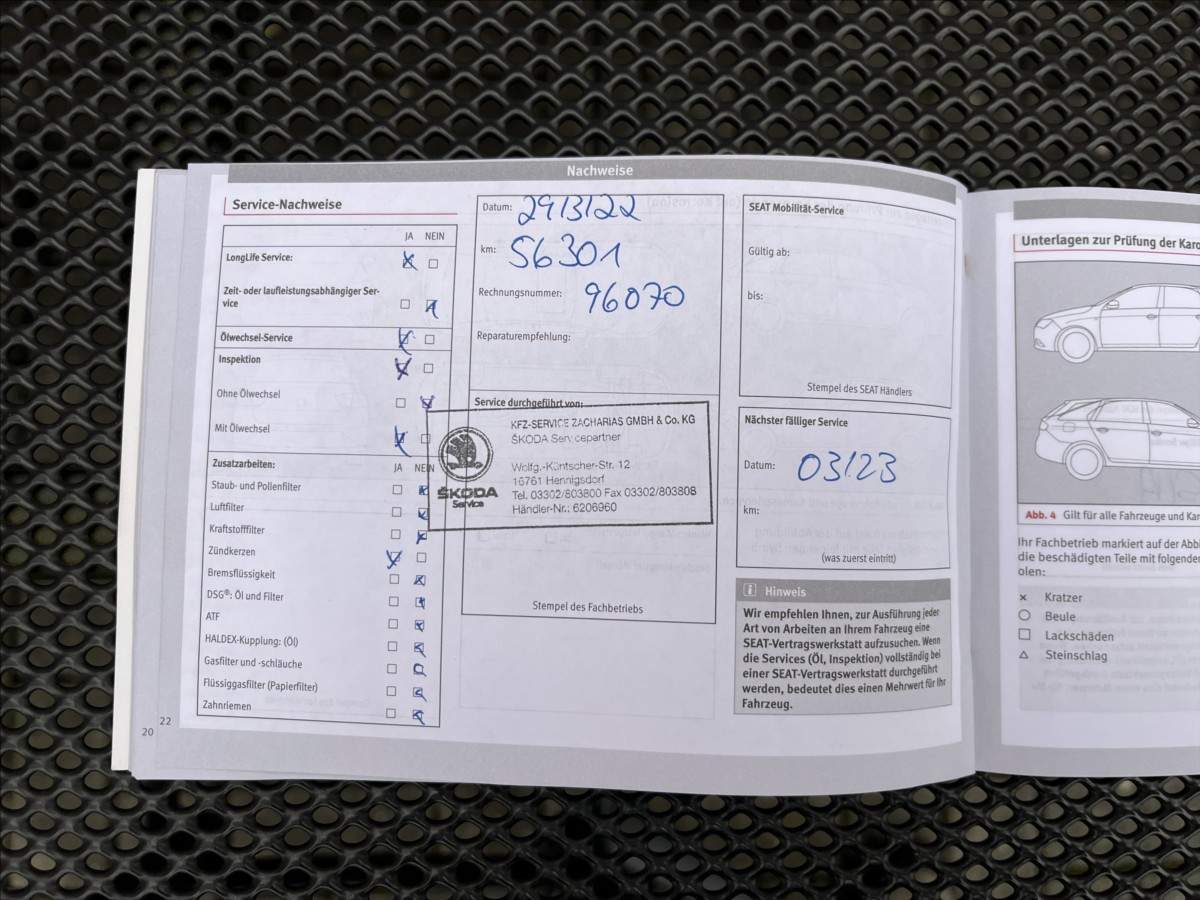 Nachweise
Service-Nachweise
JA NEIN
LongLife Service:
Zeit- oder laufleistungsabhängiger Ser-
vice
Ölwechsel-Service
Inspektion
Ohne Ölwechsel
Mit Ölwechsel
Zusatzarbeiten:
JA NEIN
Staub- und Pollenfilter
Luftfilter
Kraftstofffilter
Zündkerzen
Bremsflüssigkeit
DSG®: Öl und Filter
ATF
HALDEX-Kupplung: (Öl)
Gasfilter und -schläuche
Flüssiggasfilter (Papierfilter)
Zahnriemen
20
22
Datum: 29/3/22
km: 56301
Rechnungsnummer: 96070
Reparaturempfehlung:
Service durchgeführt von:
KFZ-SERVICE ZACHARIAS GMBH & Co. KG
ŠKODA Servicepartner
Wolfg.-Küntscher-Str. 12
16761 Hennigsdorf
Tel. 03302/803800 Fax 03302/803808
Händler-Nr.: 6206960
ŠKODA
Service
Stempel des Fachbetriebs
SEAT Mobilität-Service
Gültig ab:
bis:
Stempel des SEAT Händlers
Nächster fälliger Service
Datum: 03/23
km:
(was zuerst eintritt)
i Hinweis
Wir empfehlen Ihnen, zur Ausführung jeder
Art von Arbeiten an Ihrem Fahrzeug eine
SEAT-Vertragswerkstatt aufzusuchen. Wenn
die Services (Öl, Inspektion) vollständig bei
einer SEAT-Vertragswerkstatt durchgeführt
werden, bedeutet dies einen Mehrwert für Ihr
Fahrzeug.
Unterlagen zur Prüfung der Karo
Abb. 4 Gilt für alle Fahrzeuge und Kar
Ihr Fachbetrieb markiert auf der Abbi
die beschädigten Teile mit folgenden
olen:
Kratzer
Beule
Lackschäden
Steinschlag